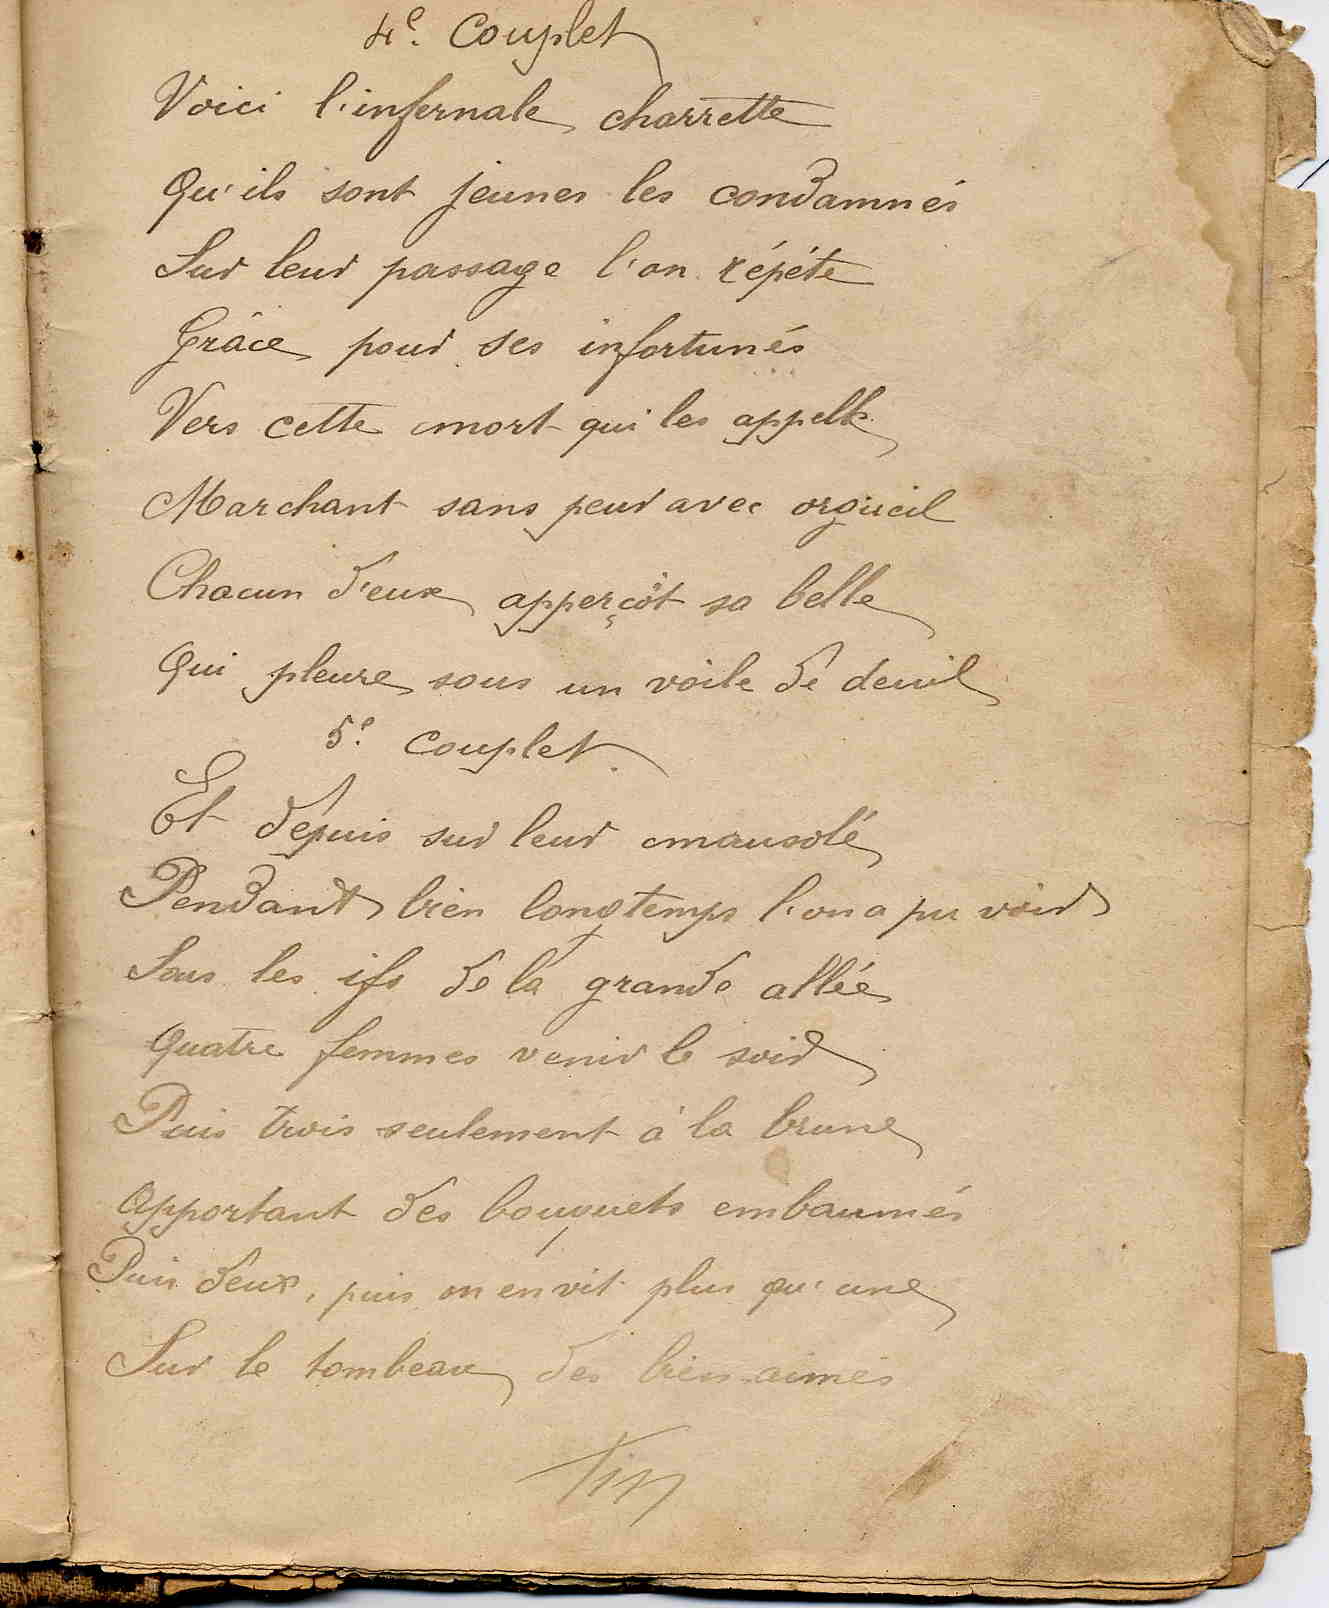 4e. Couplet
Voici l'infernale charrette
Qu'ils sont jeunes les condamnés
Sur leur passage l'on répéte
Grâce pour ses infortunés
Vers cette mort qui les appelle
Marchant sans peur avec orgueil
Chacun d'eux apperçôit sa belle
Qui pleure sous un voile de deuil
5e. couplet.
Et dépuis sur leur mausolé
Pendant bien longtemps l'on a pu voir
Sous les ifs de la grande allée
Quatre femmes venir le soir
Puis trois seulement à la brune
Apportant des bouquets embaumés
Puis deux, puis on en vit plus qu'une
Sur le tombeau des bien-aimés
Fin